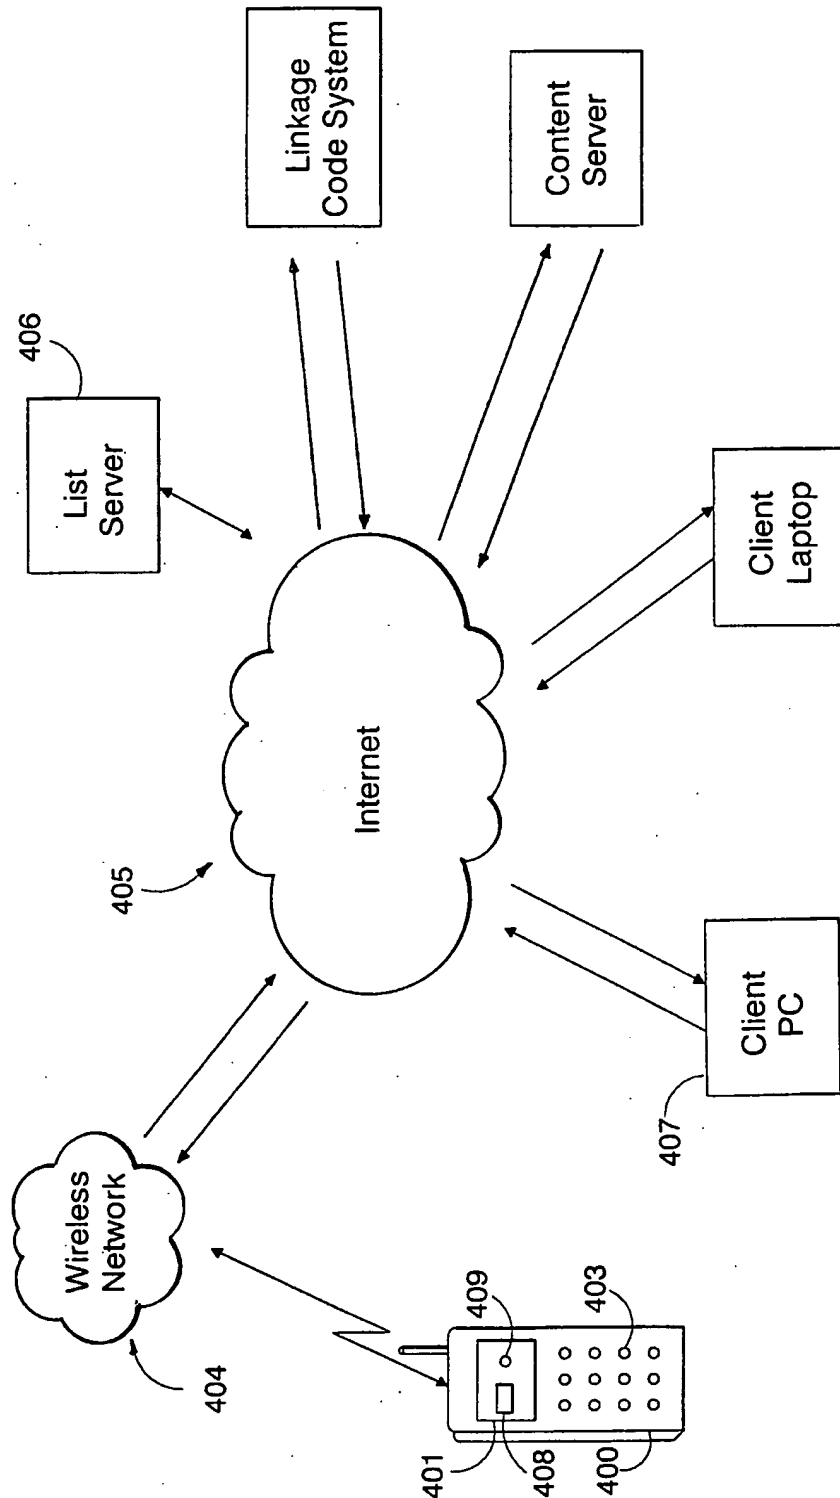 Wireless
Network
404
405
Internet
List
Server
406
Linkage
Code System
Content
Server
Client
Laptop
Client
PC
407
401
408
400
409
403